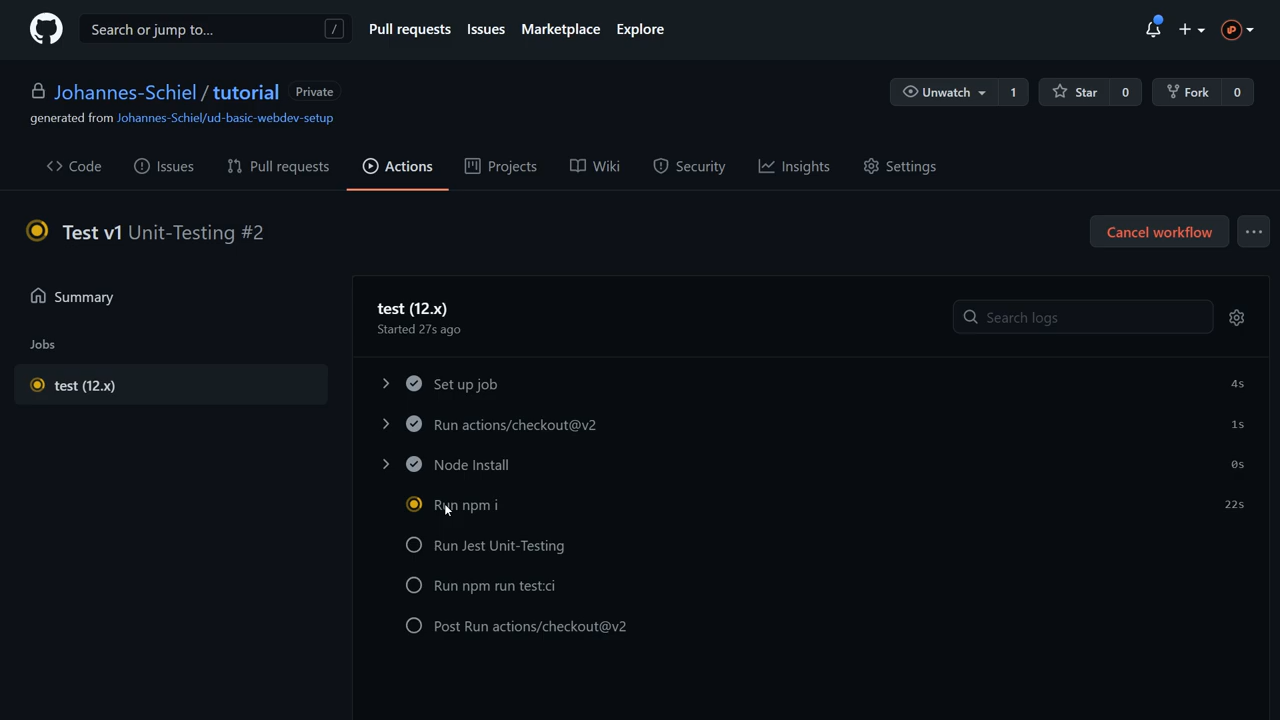 Search or jump to... /
Pull requests Issues Marketplace Explore
Johannes-Schiel / tutorial Private
Unwatch 1 Star 0 Fork 0
generated from Johannes-Schiel/ud-basic-webdev-setup
Code Issues Pull requests Actions Projects Wiki Security Insights Settings
Test v1 Unit-Testing #2
Cancel workflow
Summary
Jobs
test (12.x)
test (12.x)
Started 27s ago
Search logs
Set up job 4s
Run actions/checkout@v2 1s
Node Install 0s
Run npm i 22s
Run Jest Unit-Testing
Run npm run test:ci
Post Run actions/checkout@v2